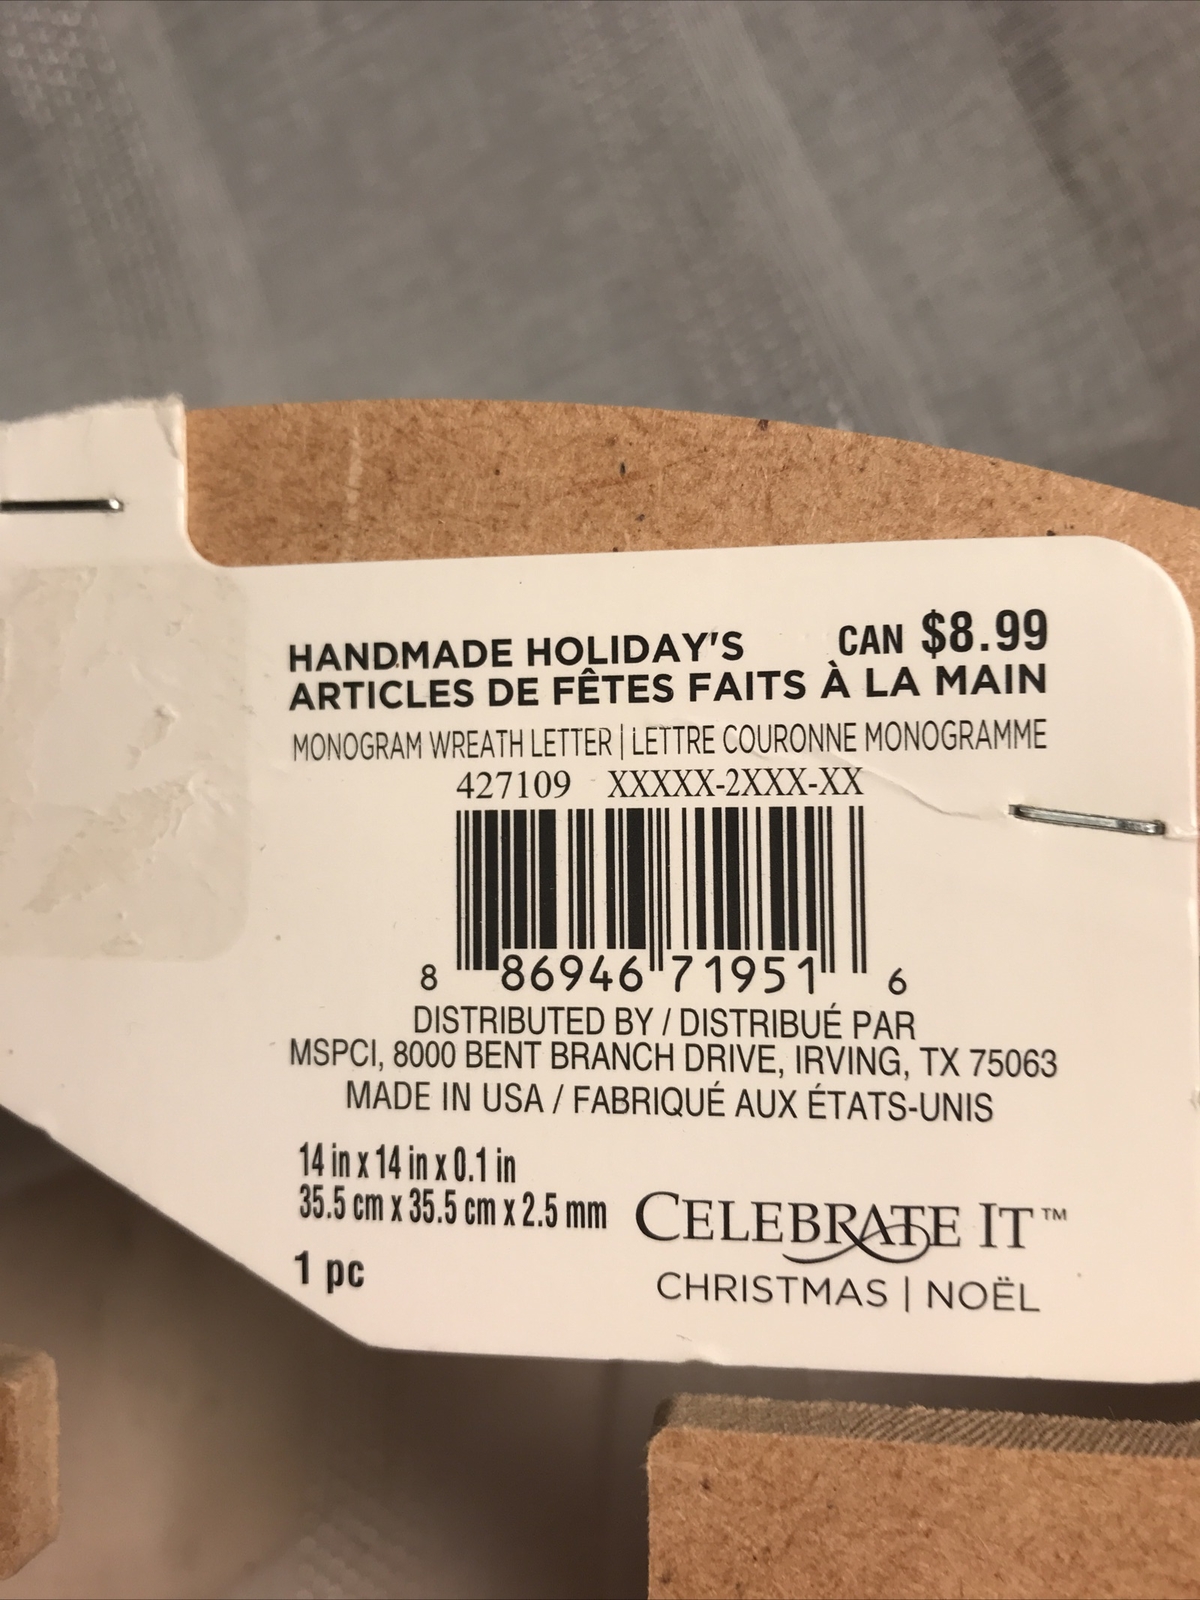 HANDMADE HOLIDAY'S CAN $8.99
ARTICLES DE FÊTES FAITS À LA MAIN
MONOGRAM WREATH LETTER | LETTRE COURONNE MONOGRAMME
427109 XXXXX-2XXX-XX
8 86946 71951 6
DISTRIBUTED BY / DISTRIBUÉ PAR
MSPCI, 8000 BENT BRANCH DRIVE, IRVING, TX 75063
MADE IN USA / FABRIQUÉ AUX ÉTATS-UNIS
14 in x 14 in x 0.1 in
35.5 cm x 35.5 cm x 2.5 mm
1 pc
CELEBRATE IT™
CHRISTMAS | NOËL